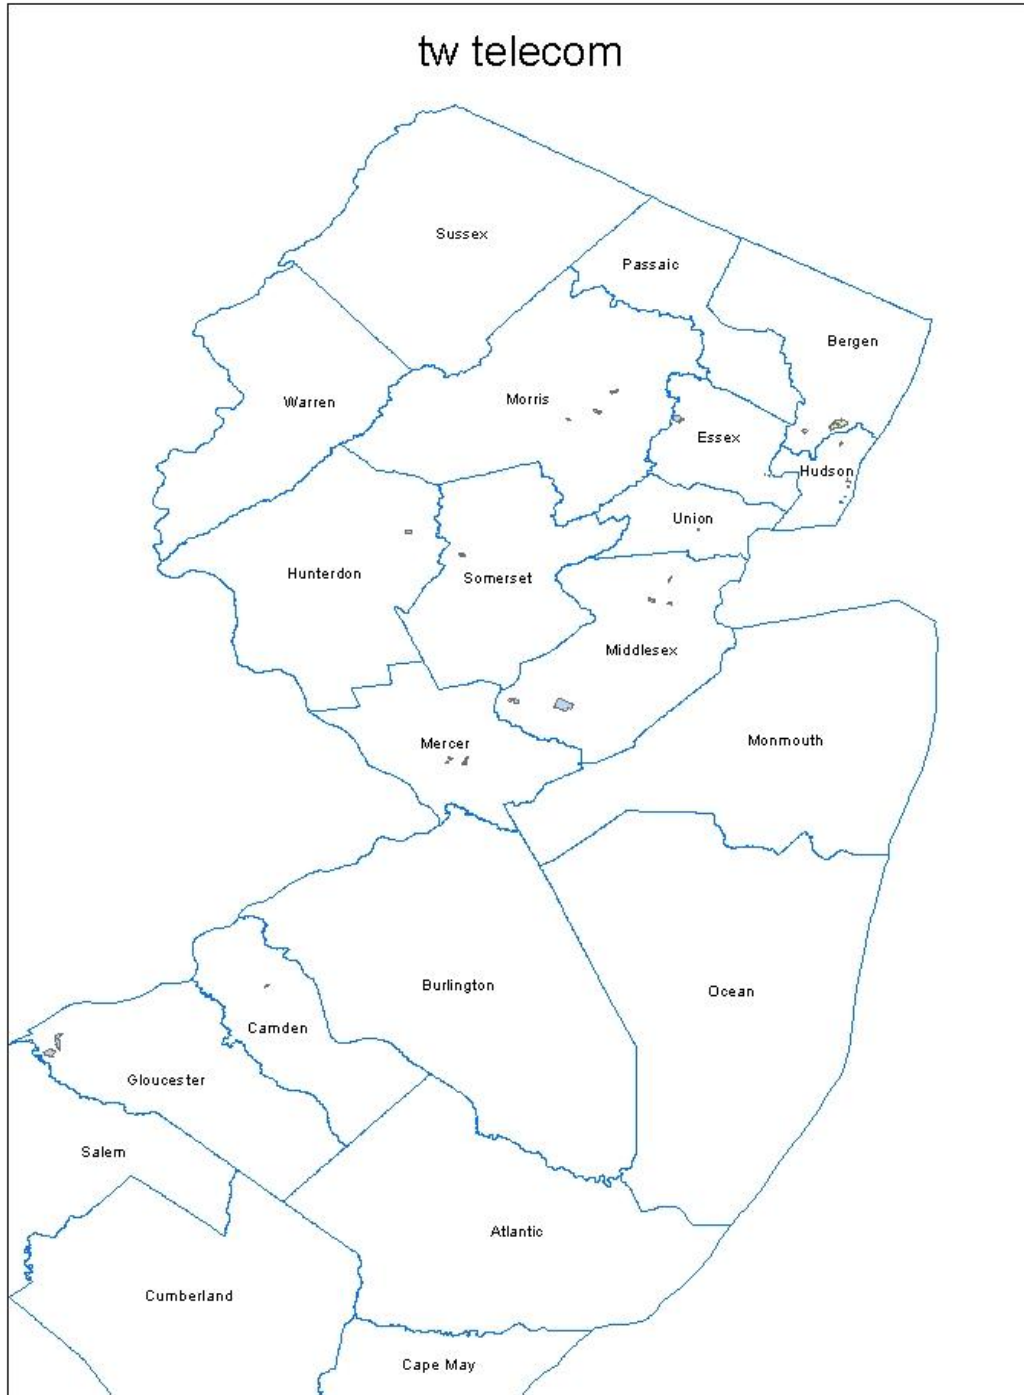 tw telecom
Sussex
Passaic
Bergen
Warren
Morris
Essex
Hudson
Union
Hunterdon
Somerset
Middlesex
Mercer
Monmouth
Burlington
Ocean
Camden
Gloucester
Salem
Atlantic
Cumberland
Cape May